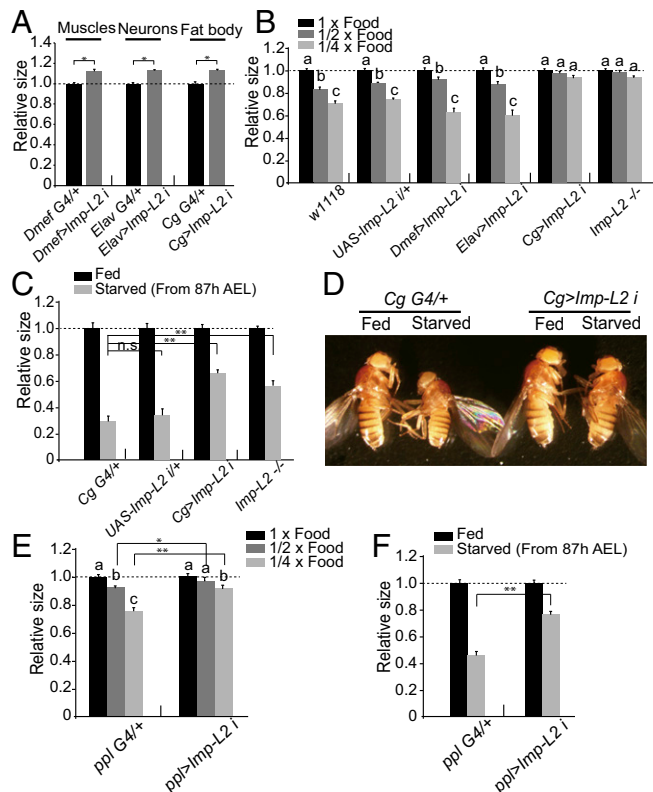 A
Muscles Neurons Fat body
Relative size
1.4
1.2
1.0
0.8
0.6
0.4
0.2
0
* * *
Dmef G4/+
Dmef>Imp-L2 i
Elav G4/+
Elav>Imp-L2 i
Cg G4/+
Cg>Imp-L2 i
B
1 x Food
1/2 x Food
1/4 x Food
Relative size
1.4
1.2
1.0
0.8
0.6
0.4
0.2
0
a b c a b c a b c a b c a a a a a a
w1118
UAS-Imp-L2 i/+
Dmef>Imp-L2 i
Elav>Imp-L2 i
Cg>Imp-L2 i
Imp-L2 -/-
C
Fed
Starved (From 87h AEL)
Relative size
1.4
1.2
1.0
0.8
0.6
0.4
0.2
0
**
**
n.s
Cg G4/+
UAS-Imp-L2 i/+
Cg>Imp-L2 i
Imp-L2 -/-
D
Cg G4/+ Cg>Imp-L2 i
Fed Starved Fed Starved
E
1 x Food
1/2 x Food
1/4 x Food
Relative size
1.2
1.0
0.8
0.6
0.4
0.2
0
*
**
a b c a a b
ppl G4/+
ppl>Imp-L2 i
F
Fed
Starved (From 87h AEL)
Relative size
1.4
1.2
1.0
0.8
0.6
0.4
0.2
0
**
ppl G4/+
ppl>Imp-L2 i